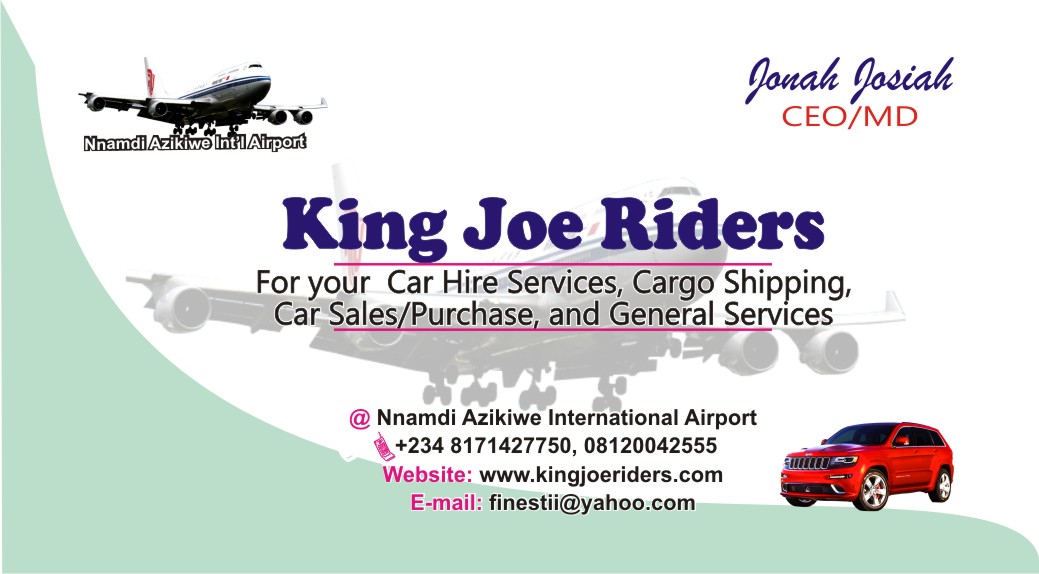 Nnamdi Azikiwe Int'l Airport
Jonah Josiah
CEO/MD
King Joe Riders
For your Car Hire Services, Cargo Shipping,
Car Sales/Purchase, and General Services
@ Nnamdi Azikiwe International Airport
+234 8171427750, 08120042555
Website: www.kingjoeriders.com
E-mail: finestii@yahoo.com